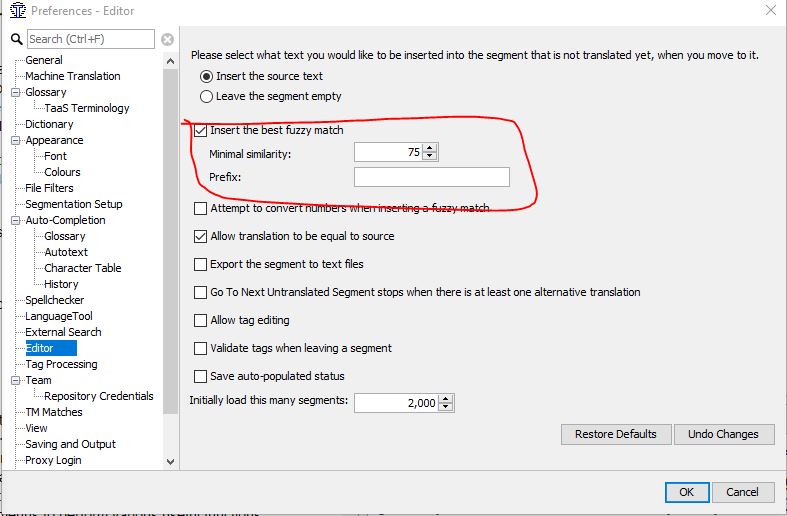 Preferences - Editor
Search (Ctrl+F)
General
Machine Translation
Glossary
TaaS Terminology
Dictionary
Appearance
Font
Colours
File Filters
Segmentation Setup
Auto-Completion
Glossary
Autotext
Character Table
History
Spellchecker
LanguageTool
External Search
Editor
Tag Processing
Team
Repository Credentials
TM Matches
View
Saving and Output
Proxy Login
Please select what text you would like to be inserted into the segment that is not translated yet, when you move to it.
Insert the source text
Leave the segment empty
Insert the best fuzzy match
Minimal similarity: 75
Prefix:
Attempt to convert numbers when inserting a fuzzy match
Allow translation to be equal to source
Export the segment to text files
Go To Next Untranslated Segment stops when there is at least one alternative translation
Allow tag editing
Validate tags when leaving a segment
Save auto-populated status
Initially load this many segments: 2,000
Restore Defaults Undo Changes
OK Cancel